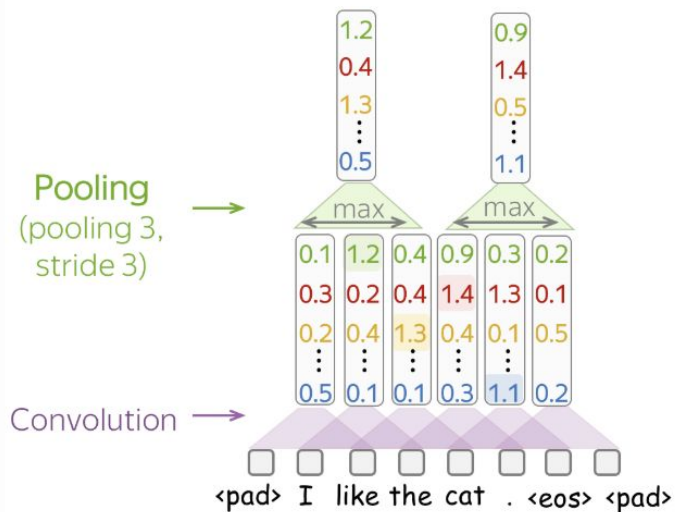 1.2 0.9
0.4 1.4
1.3 0.5
0.5 1.1
Pooling
(pooling 3,
stride 3)
max max
0.1 1.2 0.4 0.9 0.3 0.2
0.3 0.2 0.4 1.4 1.3 0.1
0.2 0.4 1.3 0.4 0.1 0.5
0.5 0.1 0.1 0.3 1.1 0.2
Convolution
<pad> I like the cat . <eos> <pad>